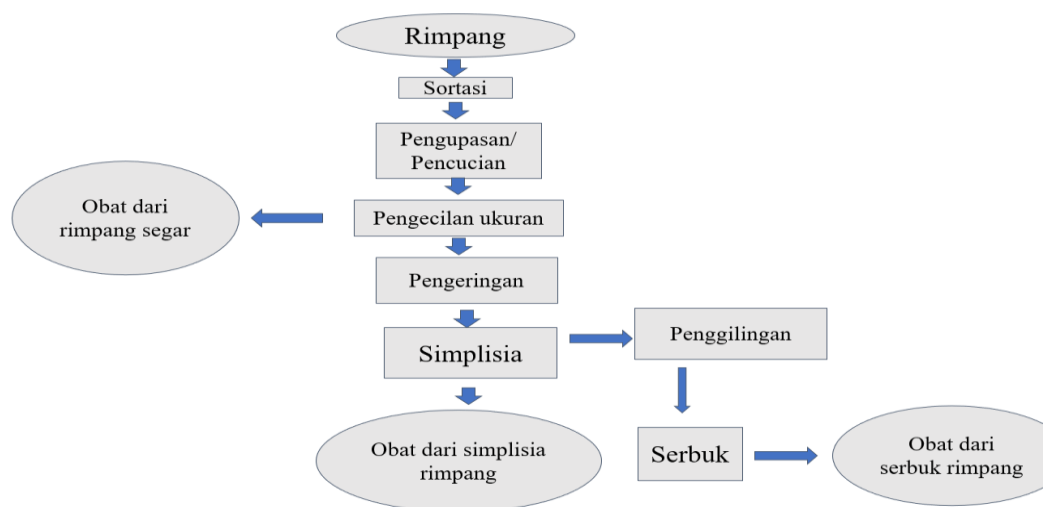 Rimpang
Sortasi
Pengupasan/
Pencucian
Obat dari
rimpang segar
Pengecilan ukuran
Pengeringan
Simplisia
Penggilingan
Obat dari simplisia
rimpang
Serbuk
Obat dari
serbuk rimpang